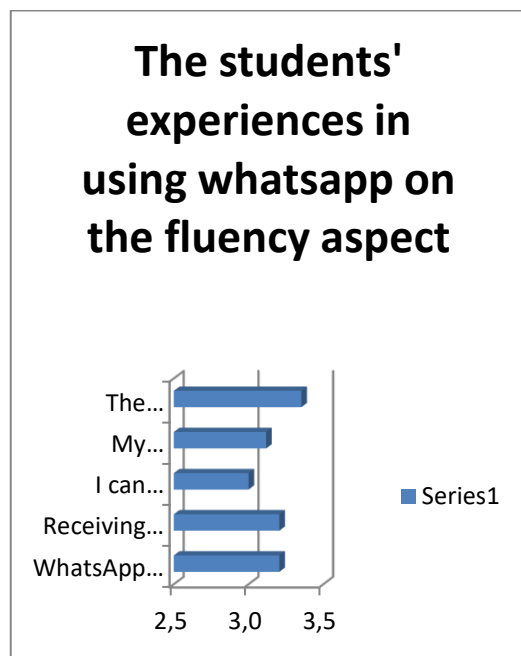 The students'
experiences in
using whatsapp on
the fluency aspect
The...
My...
I can...
Receiving...
WhatsApp...
Series1
2,5 3,0 3,5